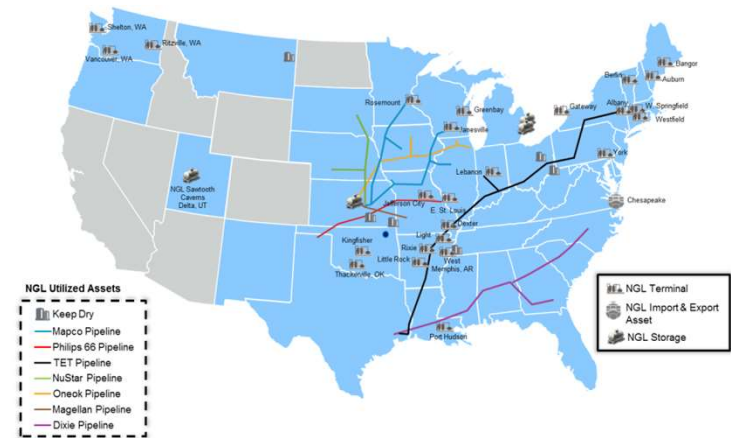 Shelton, WA
Ritzville, WA
Vancouver, WA
Rosemount
Greenbay
Janesville
Gateway
Berlin
Bangor
Auburn
Albany
W. Springfield
Westfield
York
Lebanon
NGL Sawtooth
Caverns
Delta, UT
Jefferson City
E. St. Louis
Chesapeake
Dexter
Light
Kingfisher
Rixie
Little Rock
West
Memphis, AR
Thackerville, OK
Port Hudson
NGL Utilized Assets
Keep Dry
Mapco Pipeline
Philips 66 Pipeline
TET Pipeline
NuStar Pipeline
Oneok Pipeline
Magellan Pipeline
Dixie Pipeline
NGL Terminal
NGL Import & Export
Asset
NGL Storage